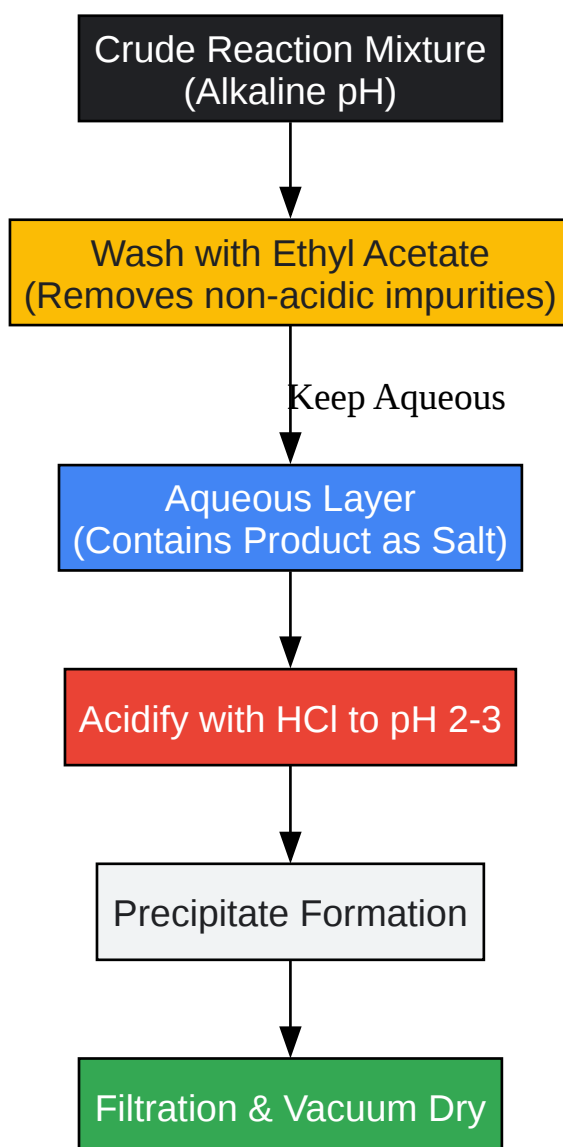 Crude Reaction Mixture
(Alkaline pH)
Wash with Ethyl Acetate
(Removes non-acidic impurities)
Keep Aqueous
Aqueous Layer
(Contains Product as Salt)
Acidify with HCl to pH 2-3
Precipitate Formation
Filtration & Vacuum Dry